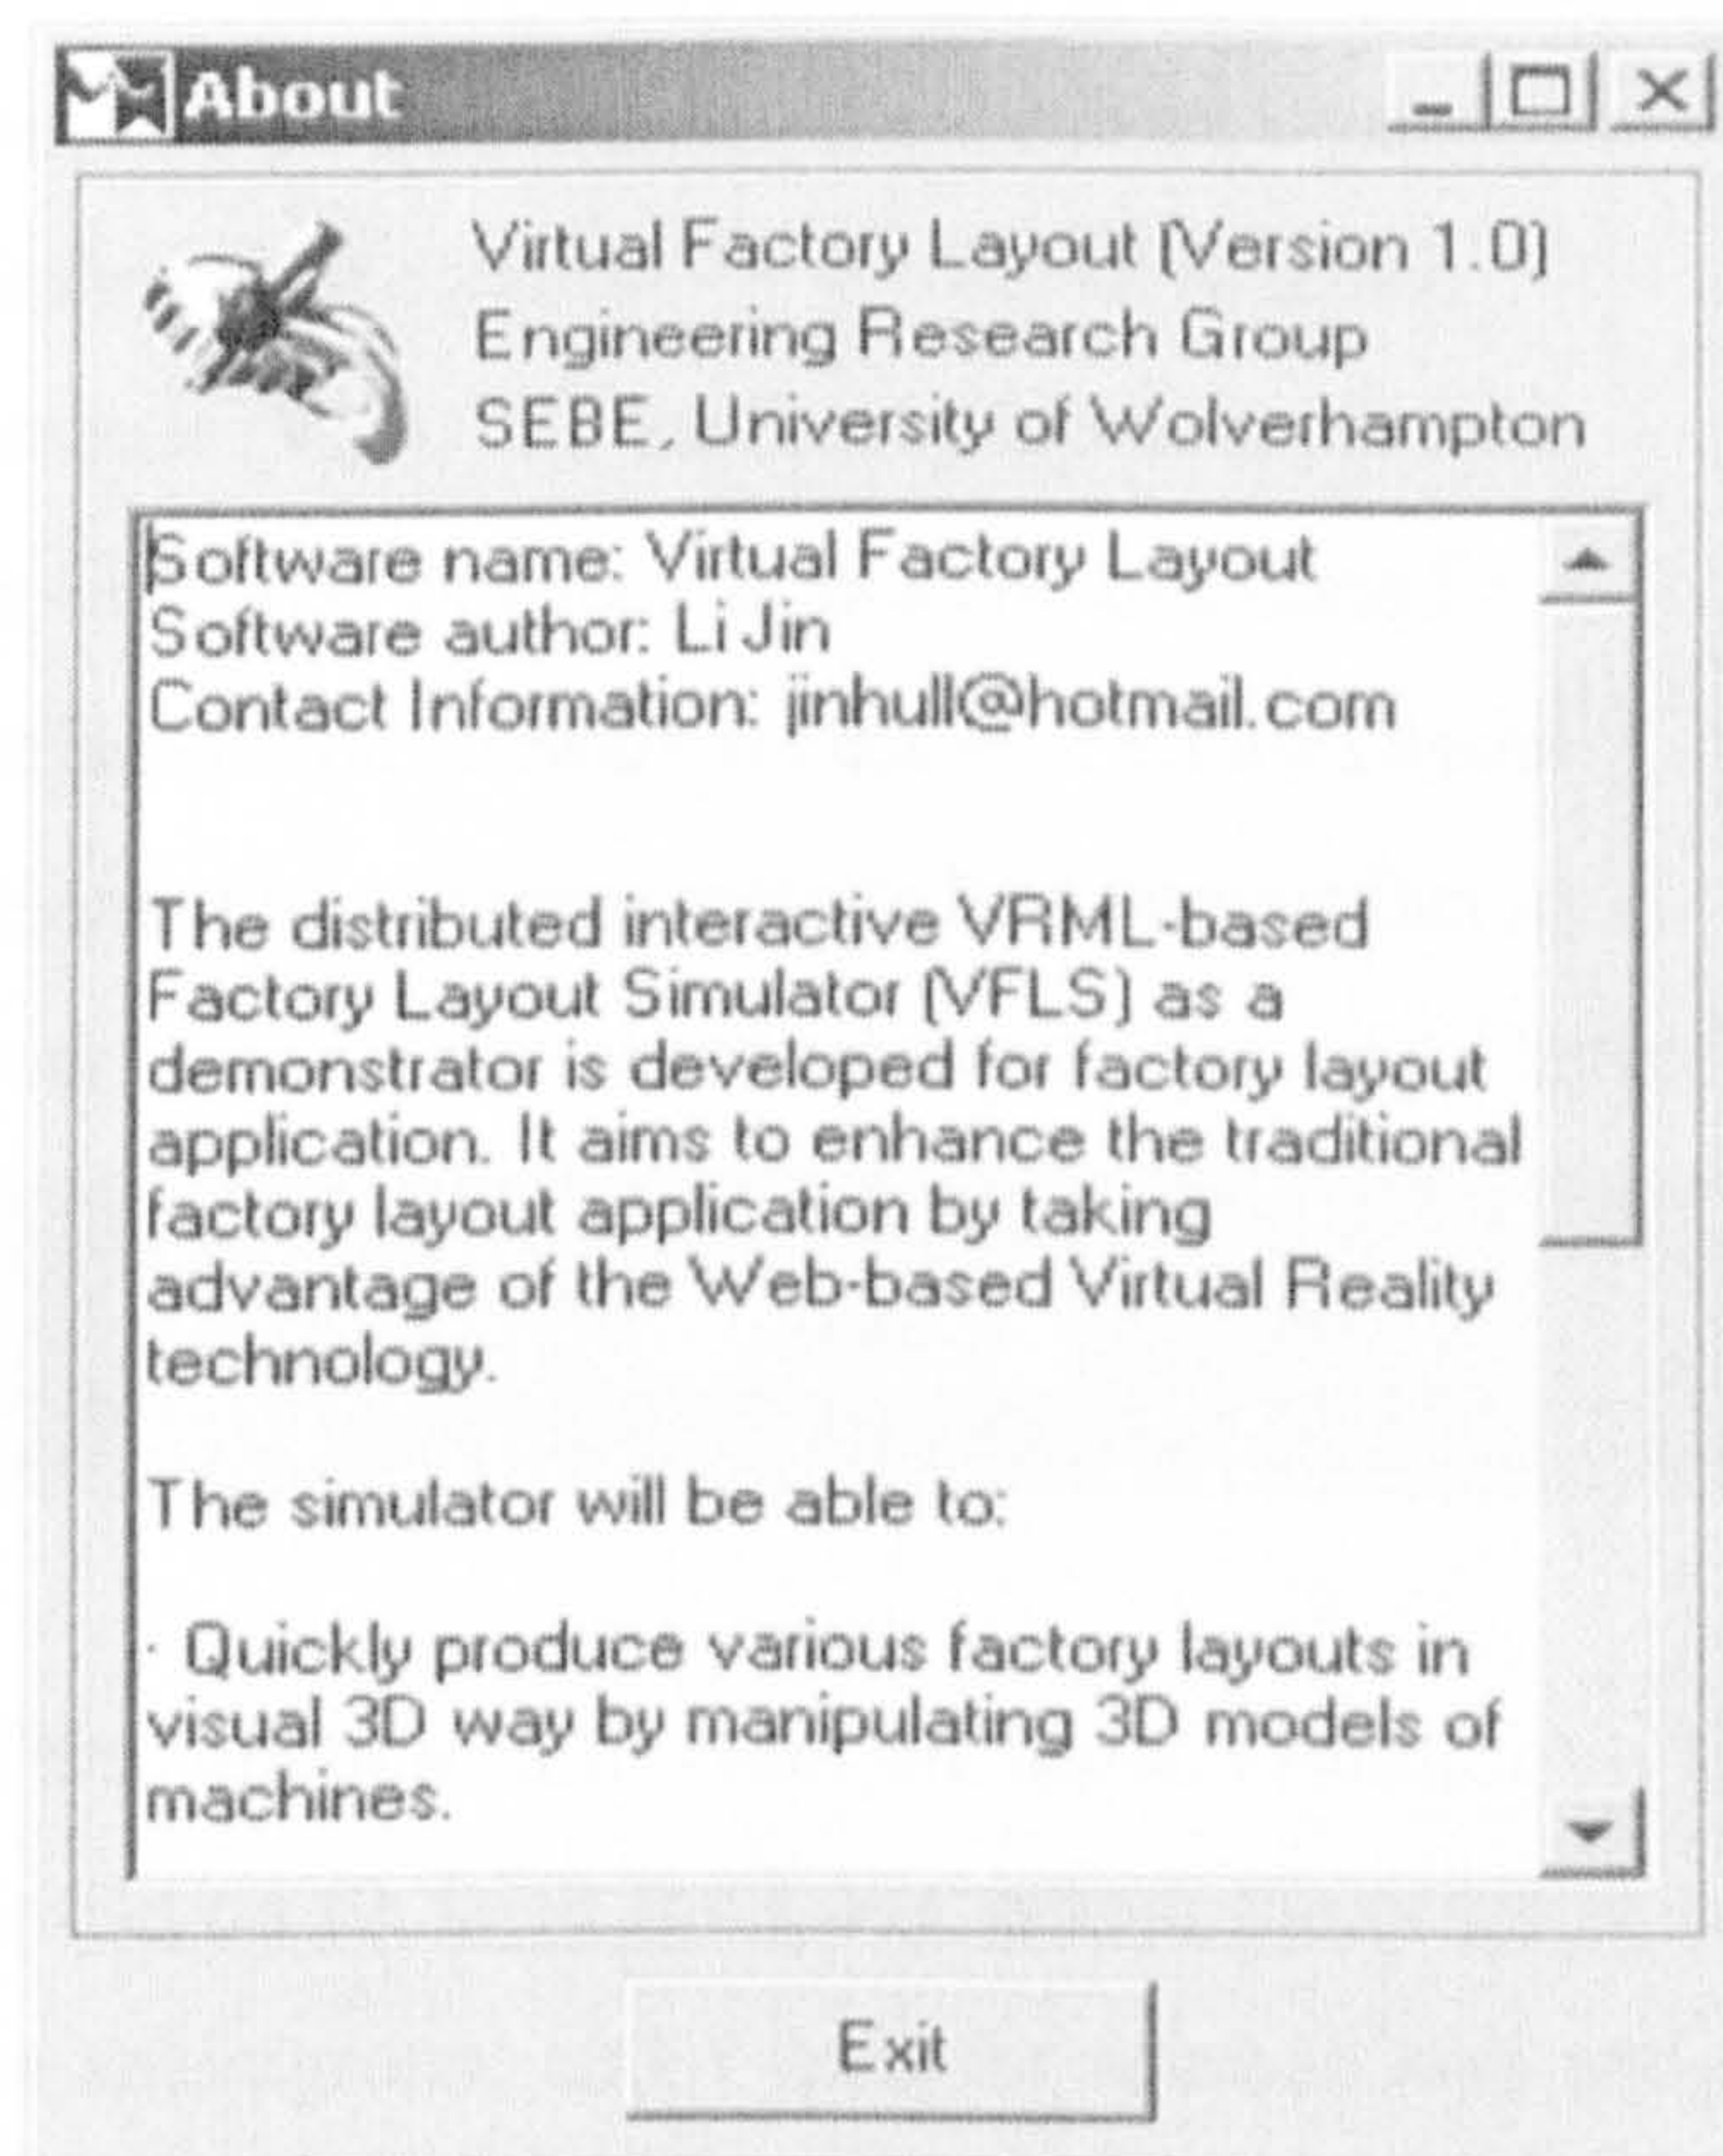 About
Virtual Factory Layout (Version 1.0)
Engineering Research Group
SEBE, University of Wolverhampton
Software name: Virtual Factory Layout
Software author: Li Jin
Contact Information: jinhull@hotmail.com
The distributed interactive VRML-based
Factory Layout Simulator (VFLS) as a
demonstrator is developed for factory layout
application. It aims to enhance the traditional
factory layout application by taking
advantage of the Web-based Virtual Reality
technology.
The simulator will be able to:
· Quickly produce various factory layouts in
visual 3D way by manipulating 3D models of
machines.
Exit